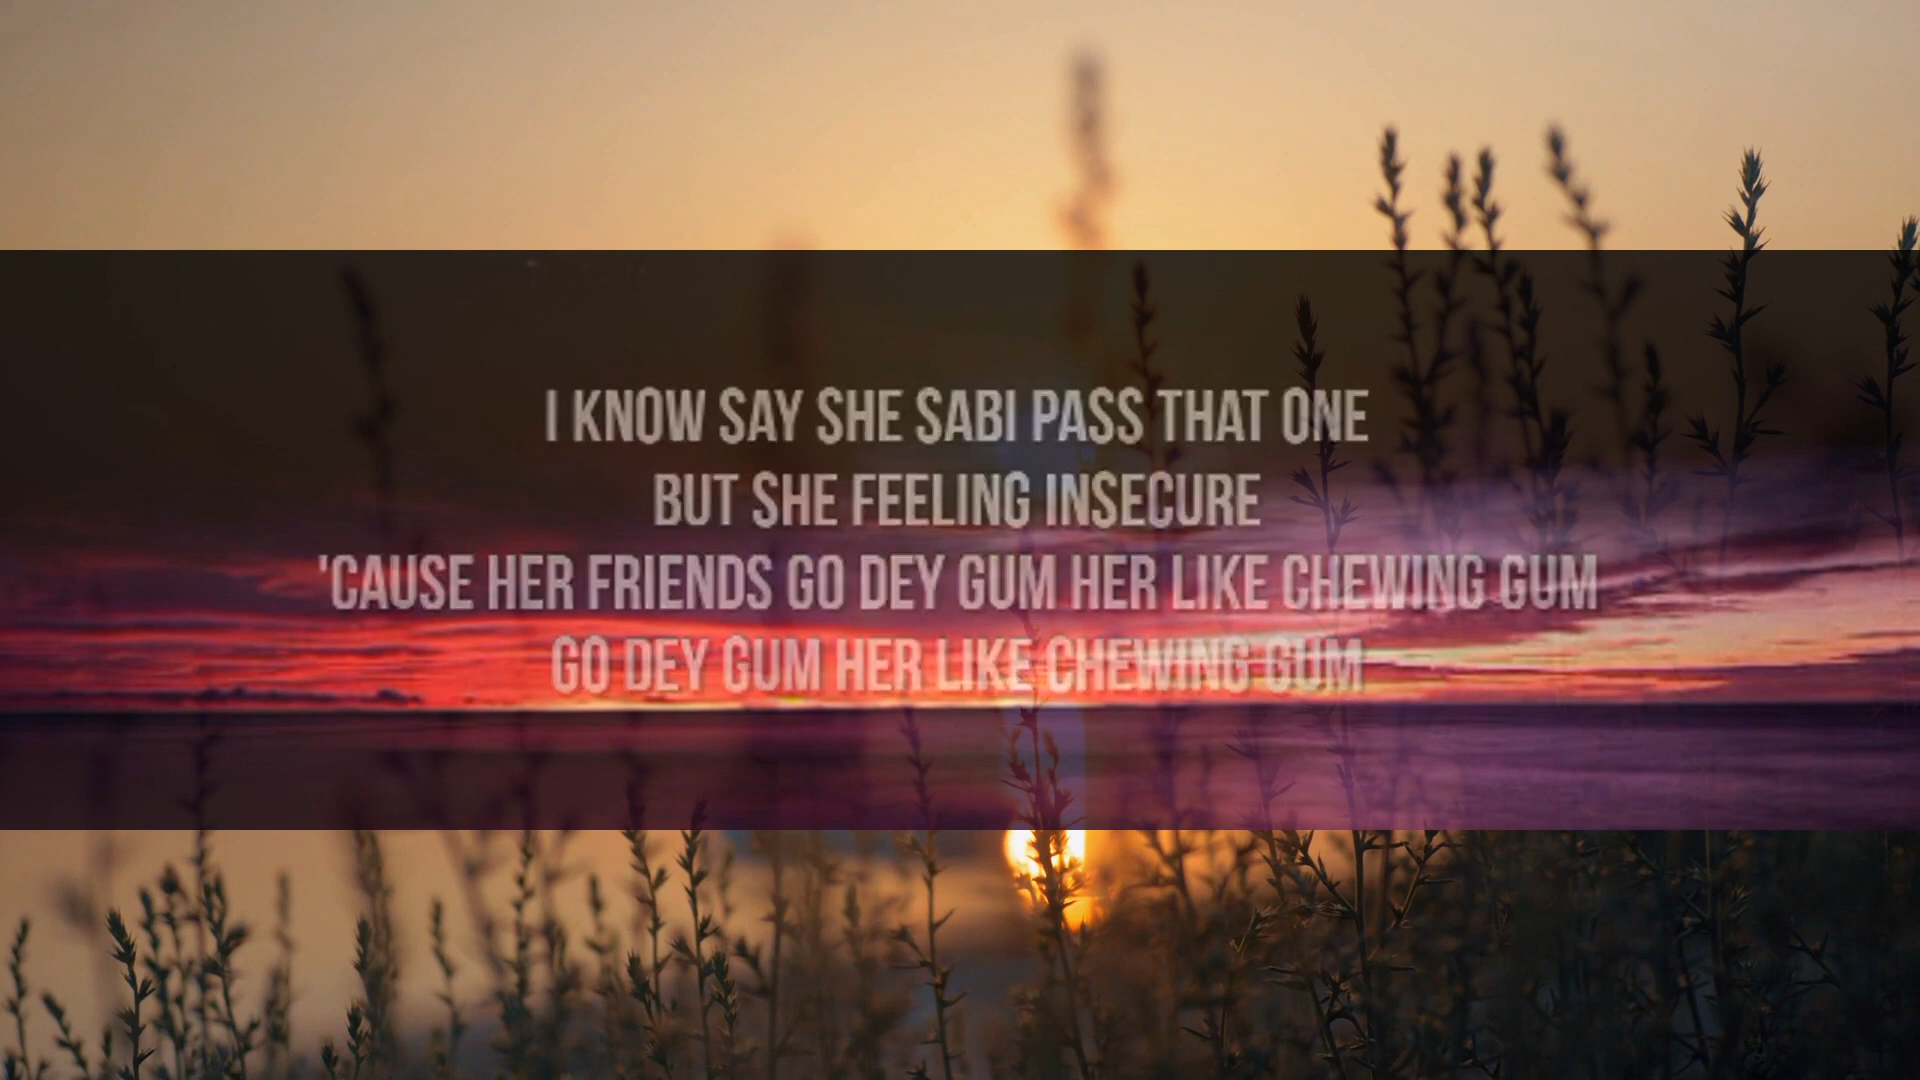 I KNOW SAY SHE SABI PASS THAT ONE
BUT SHE FEELING INSECURE
'CAUSE HER FRIENDS GO DEY GUM HER LIKE CHEWING GUM
GO DEY GUM HER LIKE CHEWING GUM